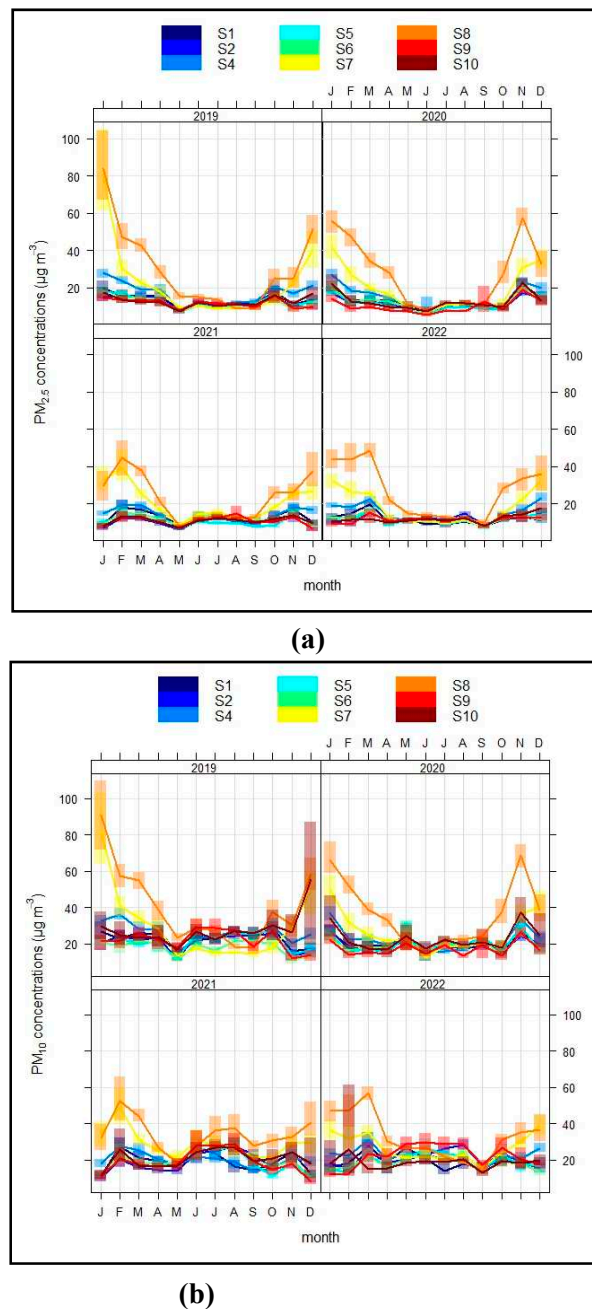 S1 S5 S8
S2 S6 S9
S4 S7 S10
J F M A M J J A S O N D
2019 2020
100
80
60
40
20
2021 2022
100
80
60
40
20
PM2.5 concentrations (µg m-3)
J F M A M J J A S O N D
month
(a)
S1 S5 S8
S2 S6 S9
S4 S7 S10
J F M A M J J A S O N D
2019 2020
100
80
60
40
20
2021 2022
100
80
60
40
20
PM10 concentrations (µg m-3)
J F M A M J J A S O N D
month
(b)